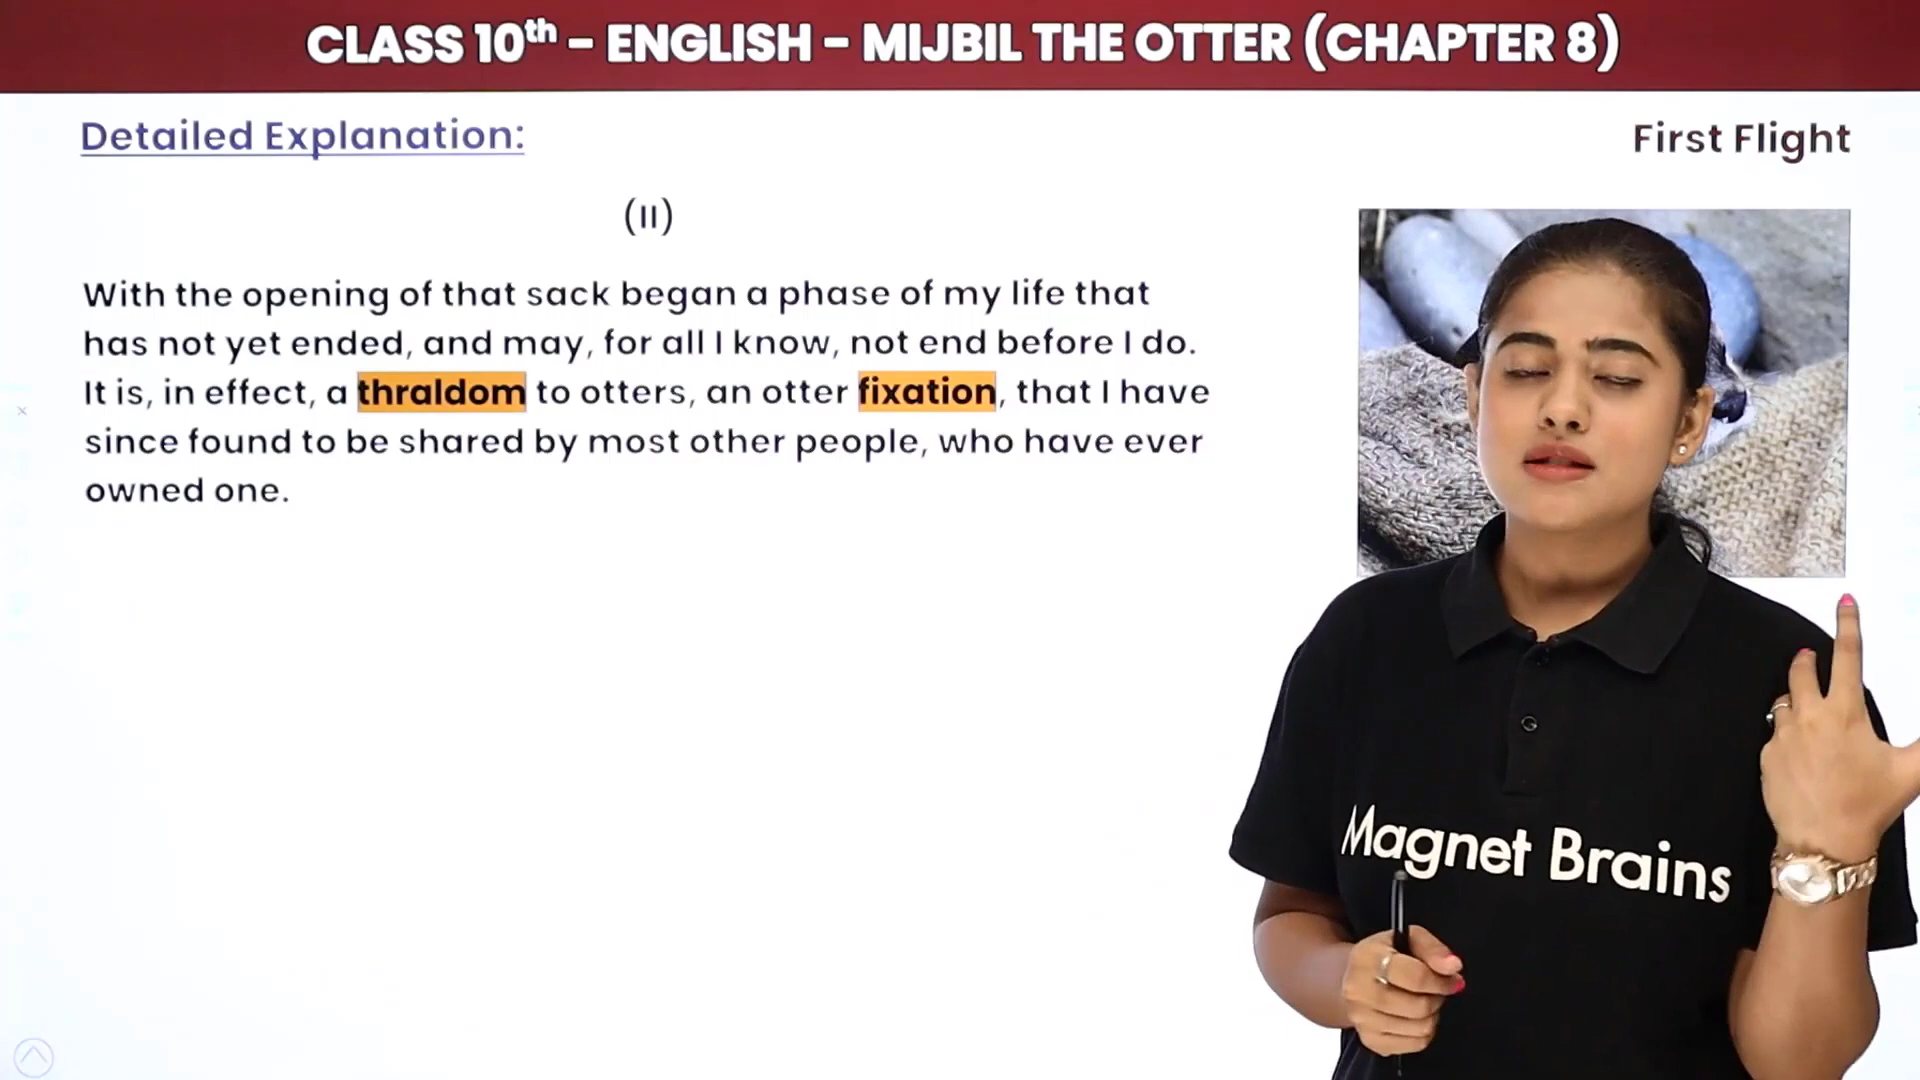 CLASS 10th – ENGLISH – MIJBIL THE OTTER (CHAPTER 8)
Detailed Explanation:
First Flight
(II)
With the opening of that sack began a phase of my life that
has not yet ended, and may, for all I know, not end before I do.
It is, in effect, a thraldom to otters, an otter fixation, that I have
since found to be shared by most other people, who have ever
owned one.
Magnet Brains